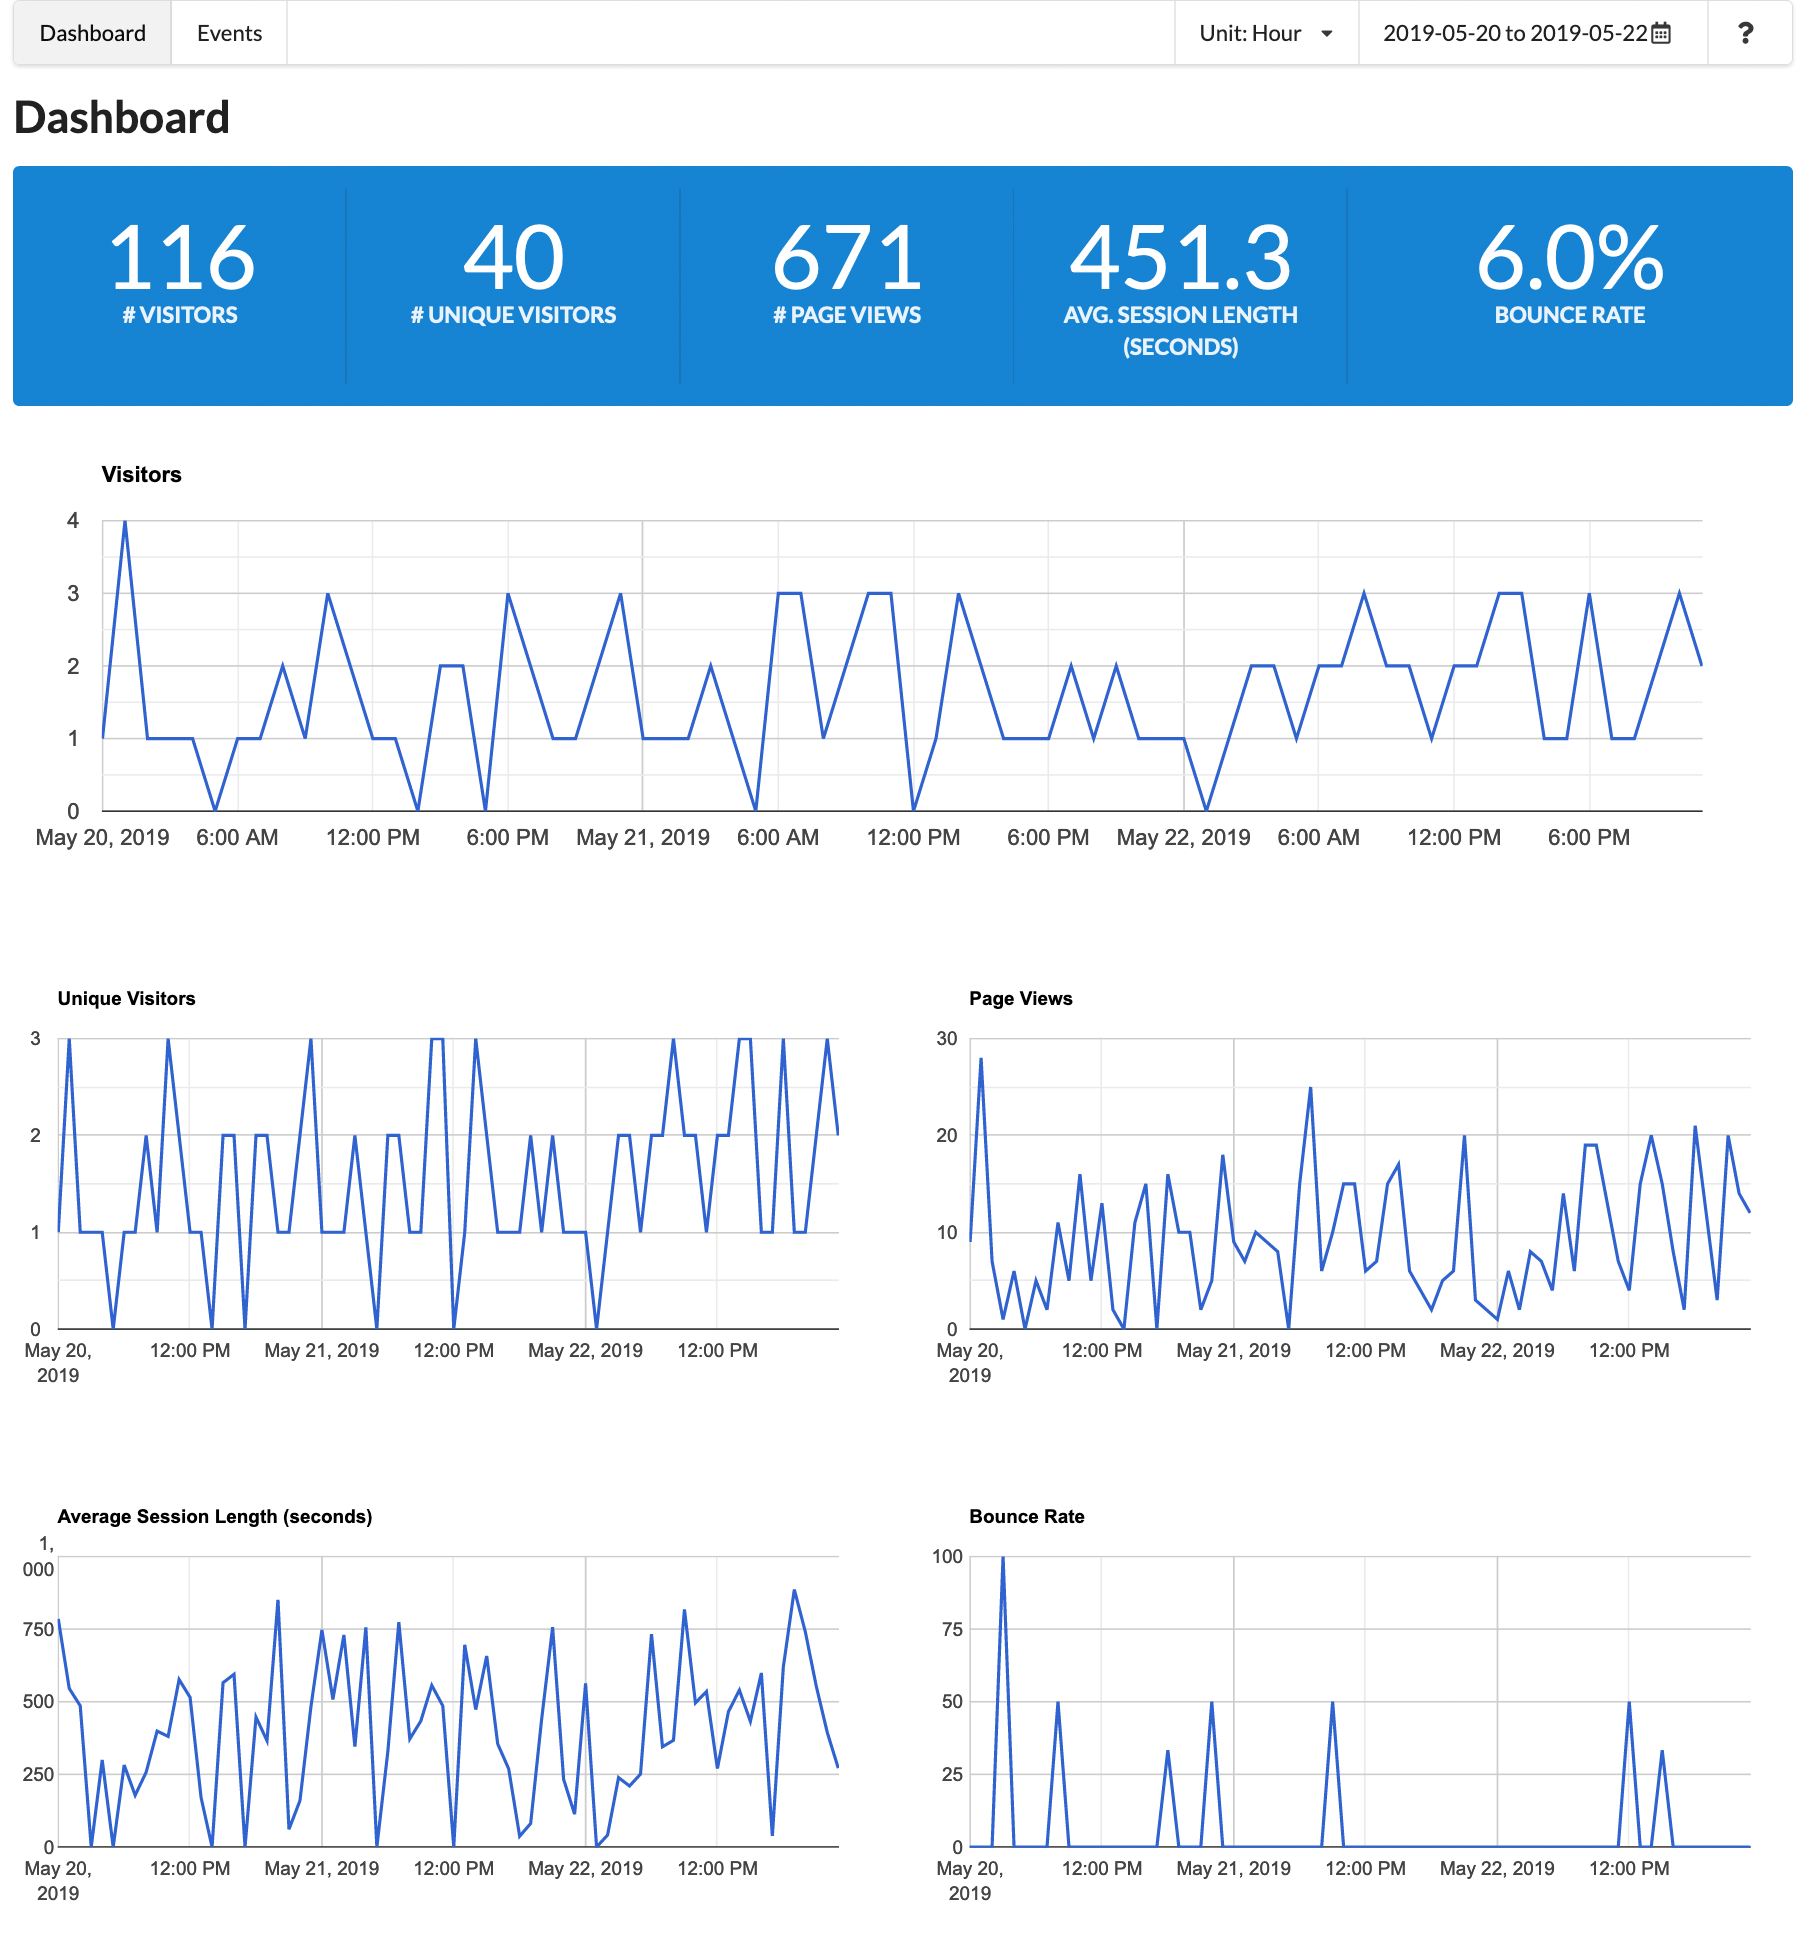 Dashboard
Events
Unit: Hour
2019-05-20 to 2019-05-22
?
Dashboard
116
# VISITORS
40
# UNIQUE VISITORS
671
# PAGE VIEWS
451.3
AVG. SESSION LENGTH
(SECONDS)
6.0%
BOUNCE RATE
Visitors
4
3
2
1
0
May 20, 2019 6:00 AM 12:00 PM 6:00 PM May 21, 2019 6:00 AM 12:00 PM 6:00 PM May 22, 2019 6:00 AM 12:00 PM 6:00 PM
Unique Visitors
3
2
1
0
May 20, 12:00 PM May 21, 2019 12:00 PM May 22, 2019 12:00 PM
2019
Page Views
30
20
10
0
May 20, 12:00 PM May 21, 2019 12:00 PM May 22, 2019 12:00 PM
2019
Average Session Length (seconds)
1,
000
750
500
250
0
May 20, 12:00 PM May 21, 2019 12:00 PM May 22, 2019 12:00 PM
2019
Bounce Rate
100
75
50
25
0
May 20, 12:00 PM May 21, 2019 12:00 PM May 22, 2019 12:00 PM
2019